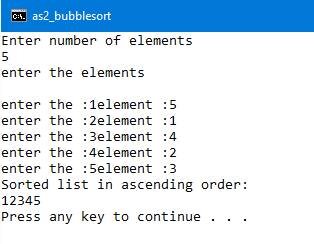 as2_bubblesort
Enter number of elements
5
enter the elements
enter the :1element :5
enter the :2element :1
enter the :3element :4
enter the :4element :2
enter the :5element :3
Sorted list in ascending order:
12345
Press any key to continue . . .